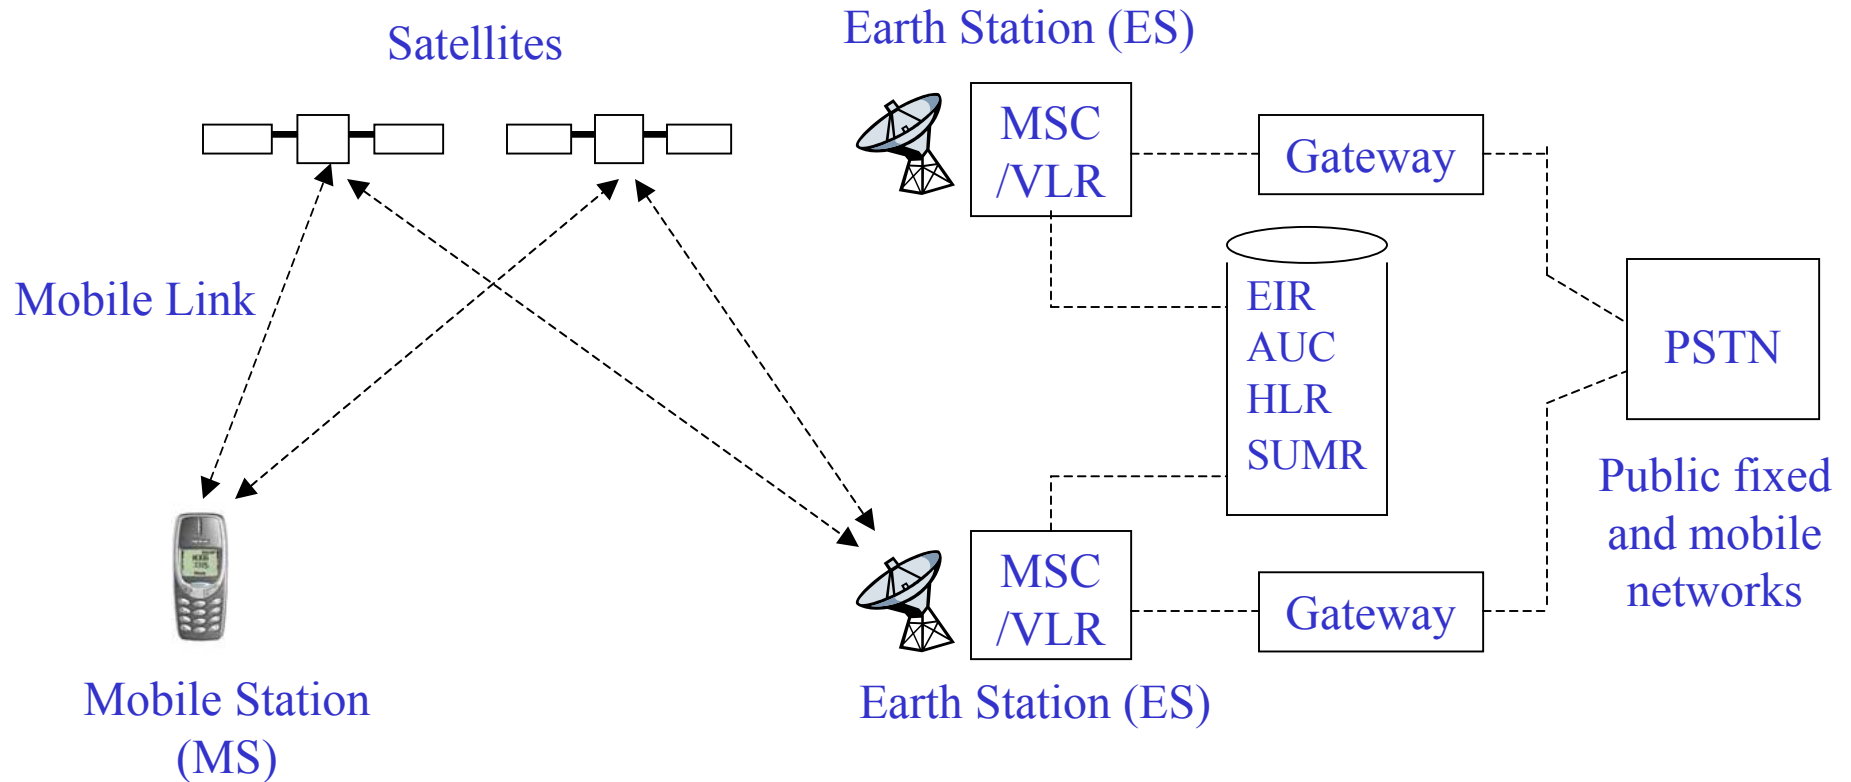 Satellites
Earth Station (ES)
MSC
/VLR
Gateway
Mobile Link
EIR
AUC
HLR
SUMR
PSTN
Public fixed
and mobile
networks
MSC
/VLR
Gateway
Mobile Station
(MS)
Earth Station (ES)